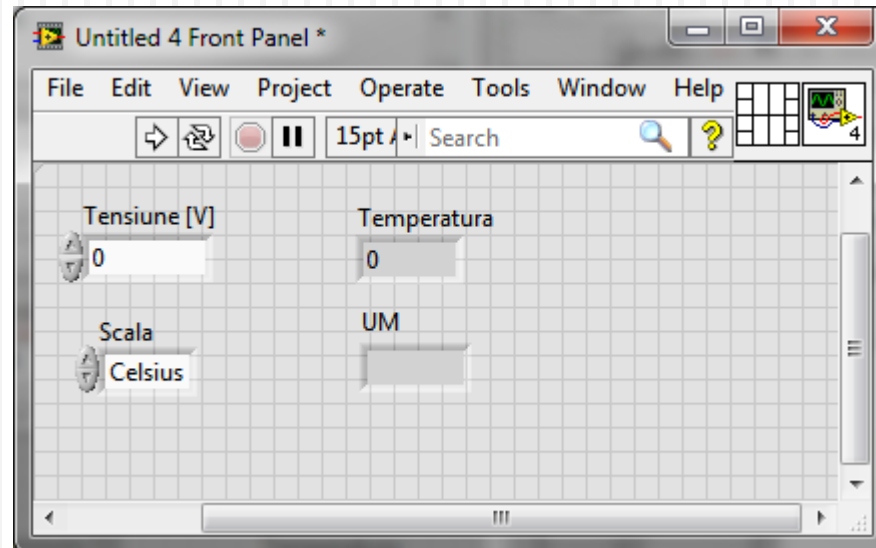 Untitled 4 Front Panel *
File Edit View Project Operate Tools Window Help
15pt Search
4
Tensiune [V] Temperatura
0 0
Scala UM
Celsius